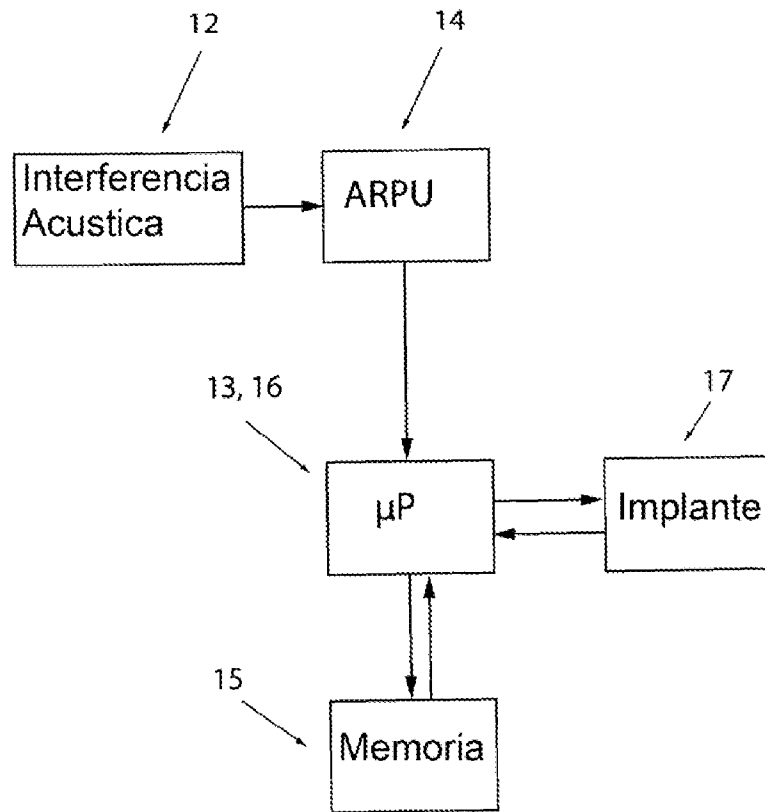 12
14
Interferencia
Acustica
ARPU
13, 16
17
µP
Implante
15
Memoria